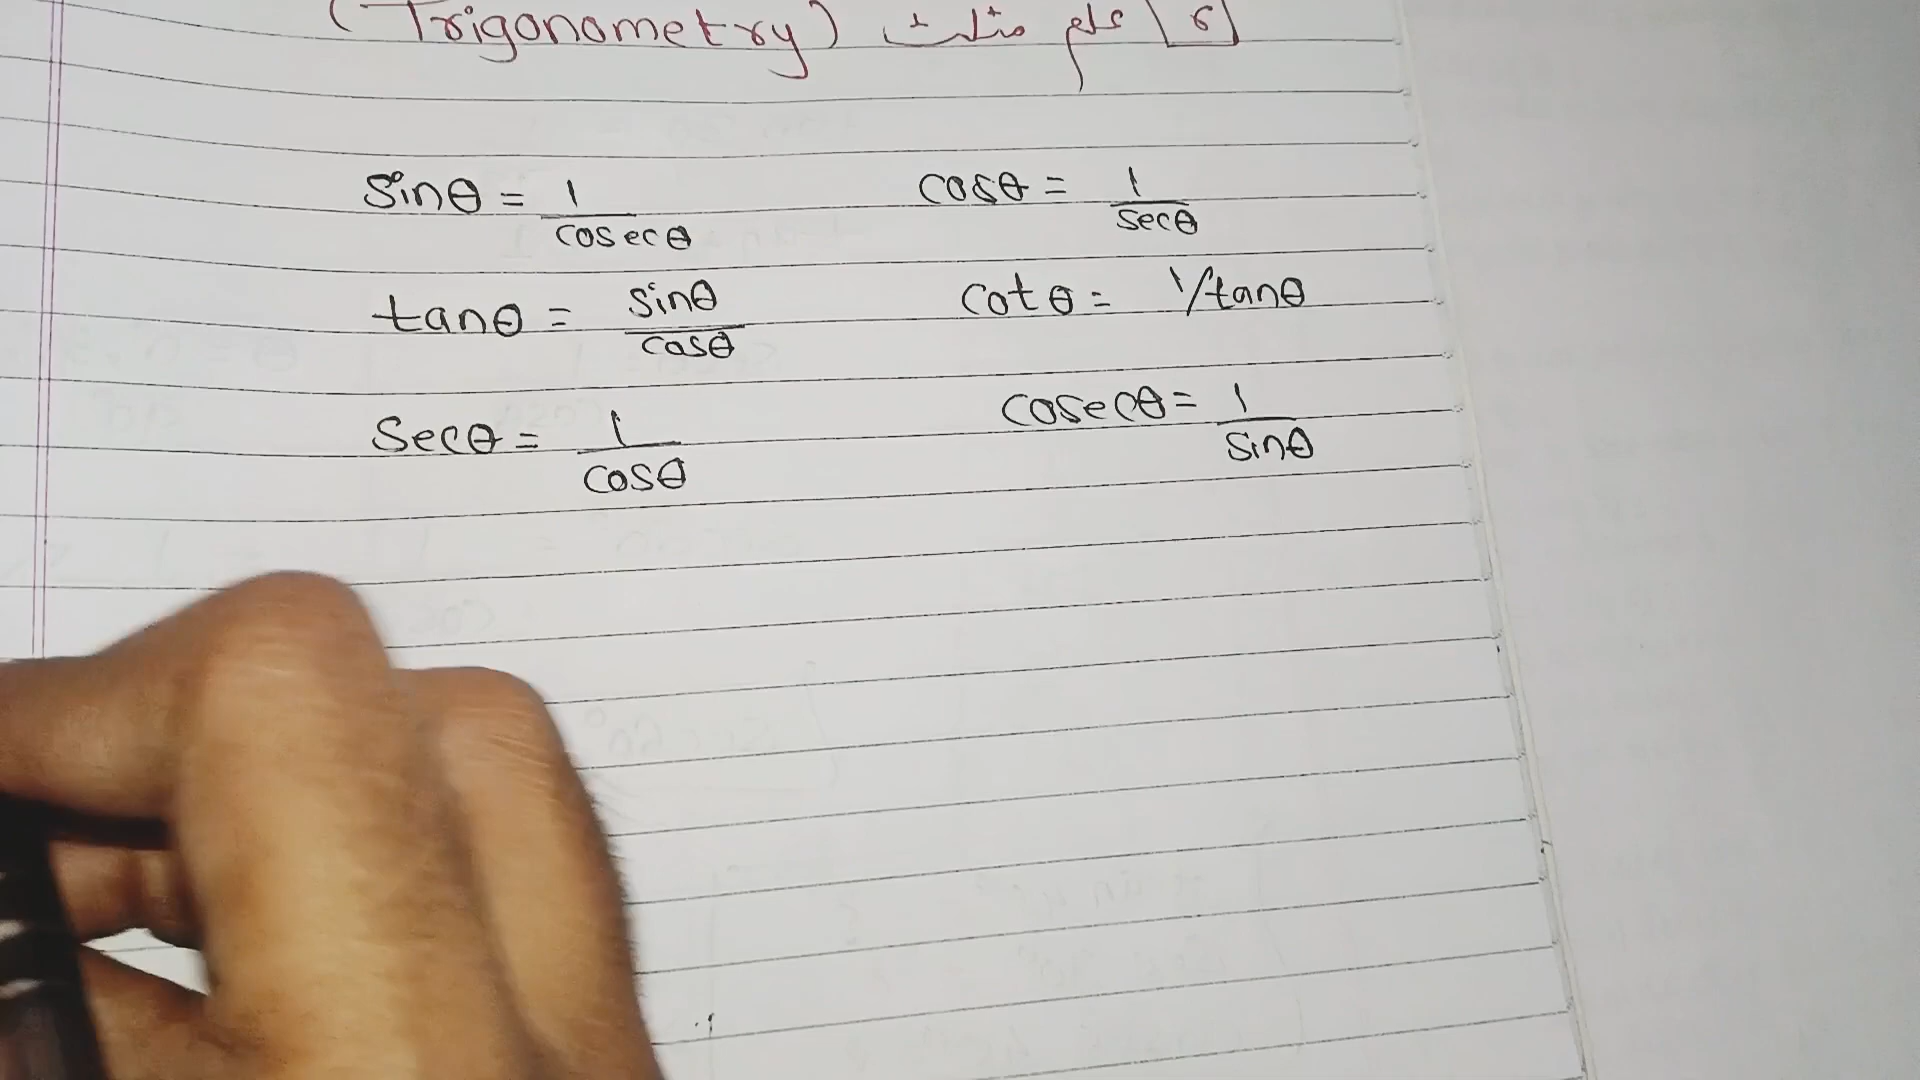 [6] علم مثلث (Trigonometry)
sinθ = 1/cosecθ cosθ = 1/secθ
tanθ = sinθ/cosθ cotθ = 1/tanθ
secθ = 1/cosθ cosecθ = 1/sinθ